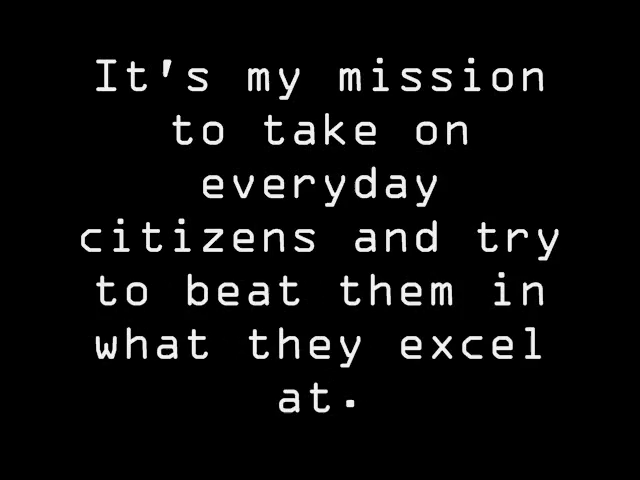 It's my mission
to take on
everyday
citizens and try
to beat them in
what they excel
at.